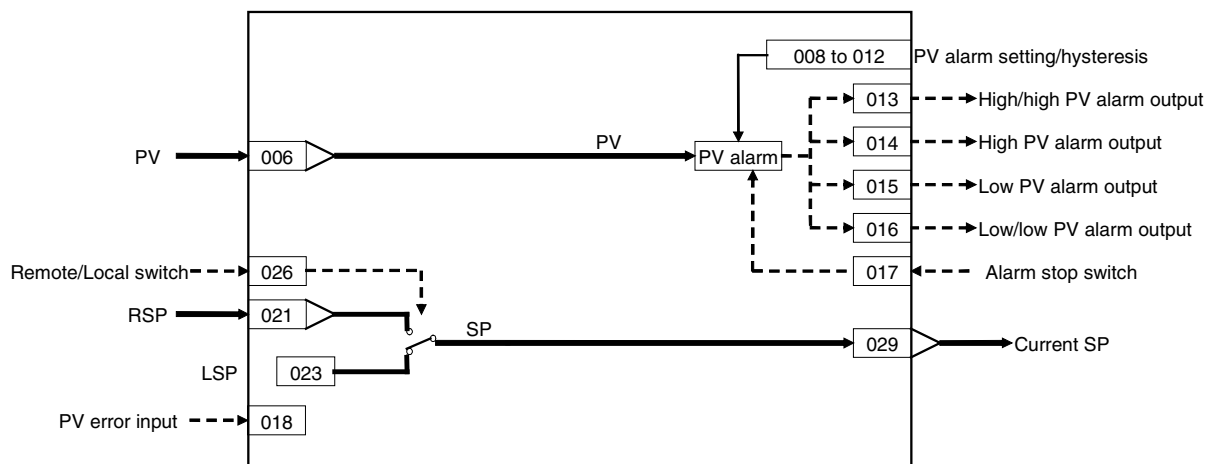 008 to 012 PV alarm setting/hysteresis
013 High/high PV alarm output
PV 006 PV PV alarm 014 High PV alarm output
015 Low PV alarm output
016 Low/low PV alarm output
Remote/Local switch 026 017 Alarm stop switch
RSP 021 SP 029 Current SP
LSP 023
PV error input 018